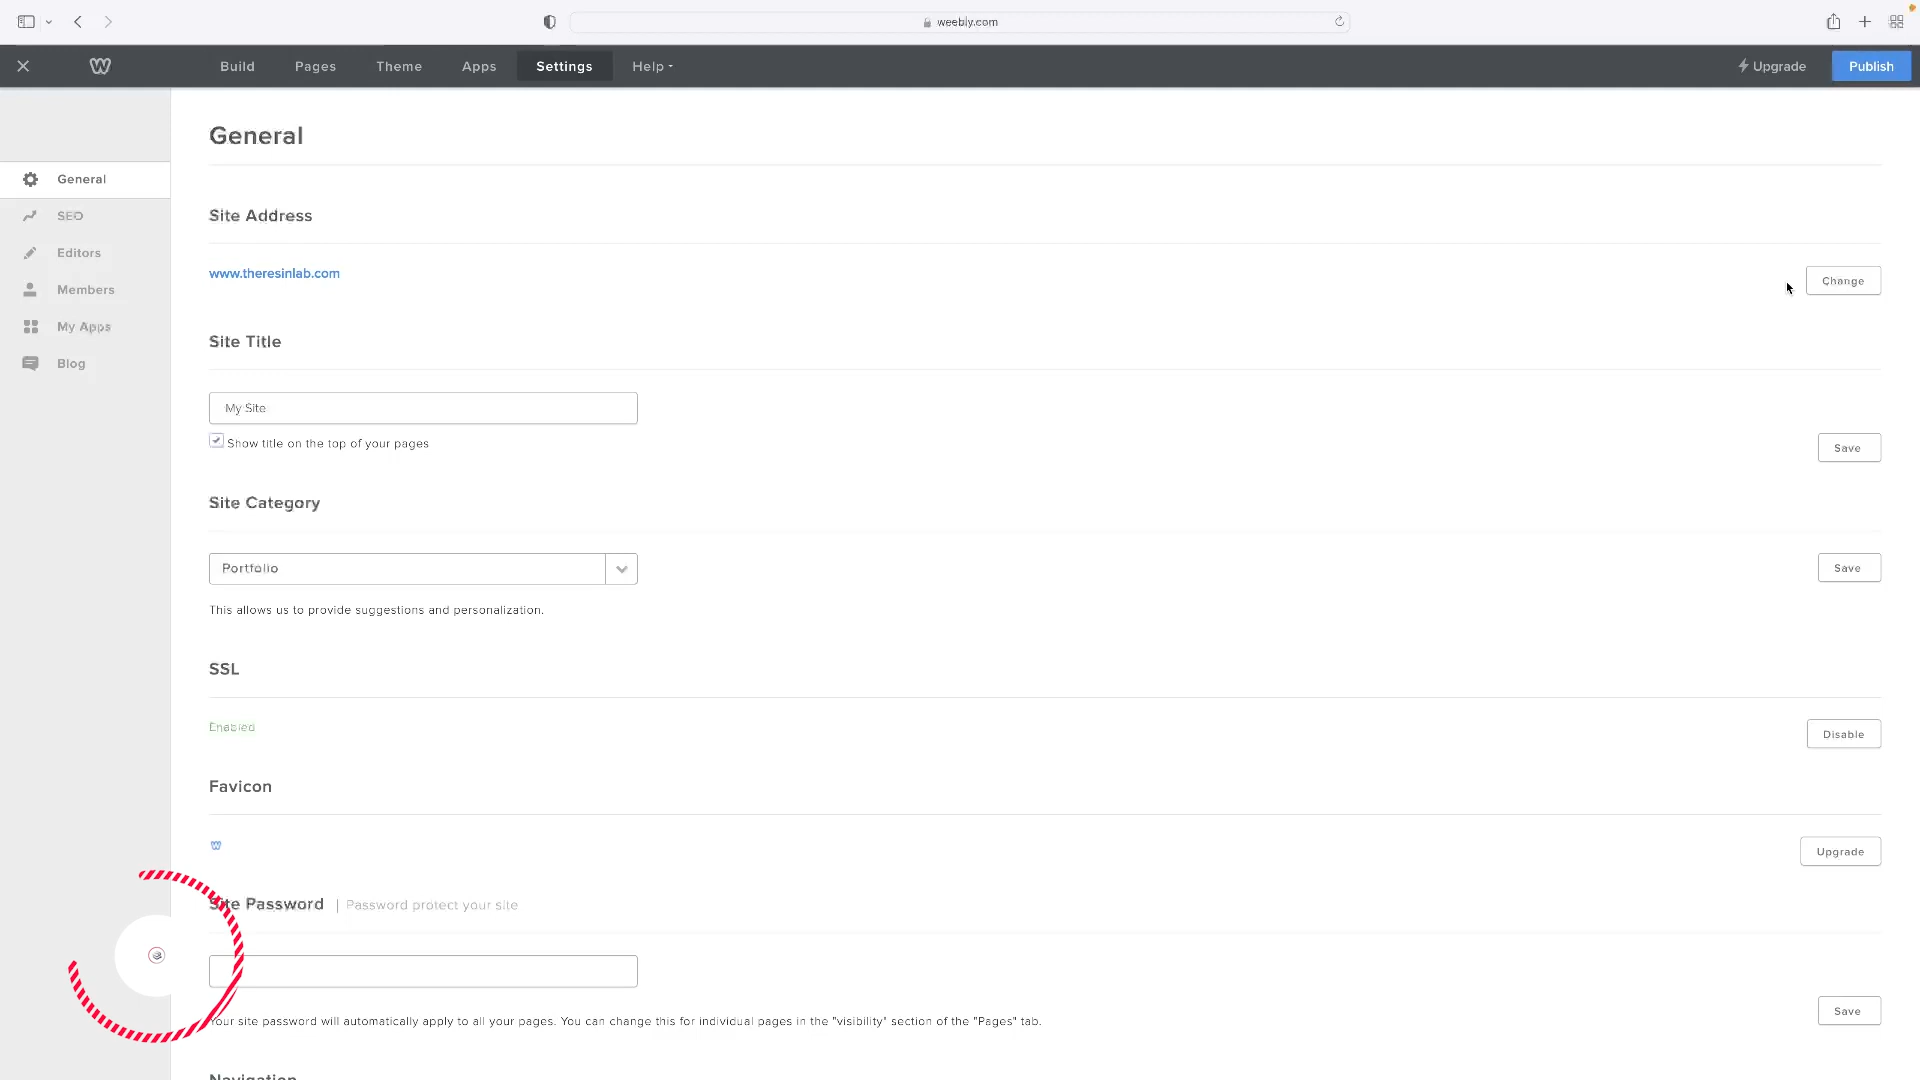 weebly.com
Build Pages Theme Apps Settings Help Upgrade Publish
General
General
SEO
Editors
Members
My Apps
Blog
Site Address
www.theresinlab.com
Change
Site Title
My Site
Show title on the top of your pages
Save
Site Category
Portfolio
Save
This allows us to provide suggestions and personalization.
SSL
Enabled
Disable
Favicon
Upgrade
Site Password | Password protect your site
Your site password will automatically apply to all your pages. You can change this for individual pages in the "visibility" section of the "Pages" tab.
Save
Navigation